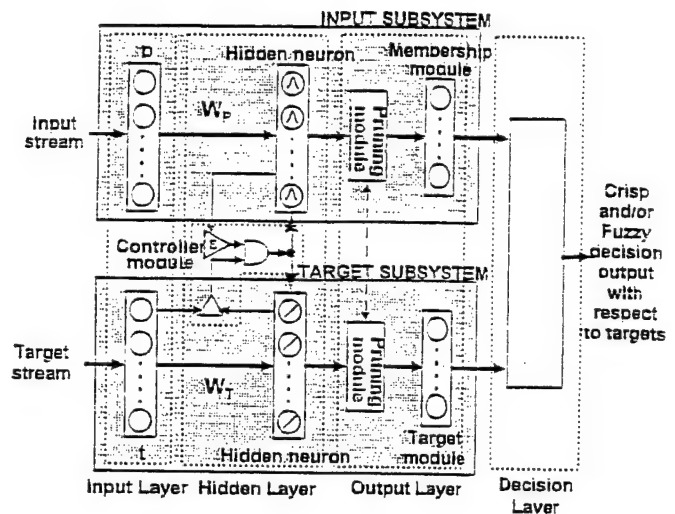 INPUT SUBSYSTEM
p
Hidden neuron
Membership
module
Input
stream
W_P
Pruning
module
Controller
module
E
TARGET SUBSYSTEM
Crisp
and/or
Fuzzy
decision
output
with
respect
to targets
Target
stream
W_T
Pruning
module
t
Hidden neuron
Target
module
Input Layer
Hidden Layer
Output Layer
Decision
Layer